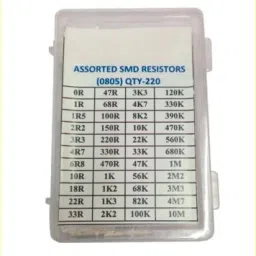 ASSORTED SMD RESISTORS
(0805) QTY-220
0R 47R 3K3 120K
1R 68R 4K7 330K
1R5 100R 8K2 390K
2R2 150R 10K 470K
3R3 220R 22K 560K
4R7 330R 33K 680K
6R8 470R 47K 1M
10R 1K 56K 2M2
18R 1K2 68K 3M3
22R 1K3 82K 4M7
33R 2K2 100K 10M